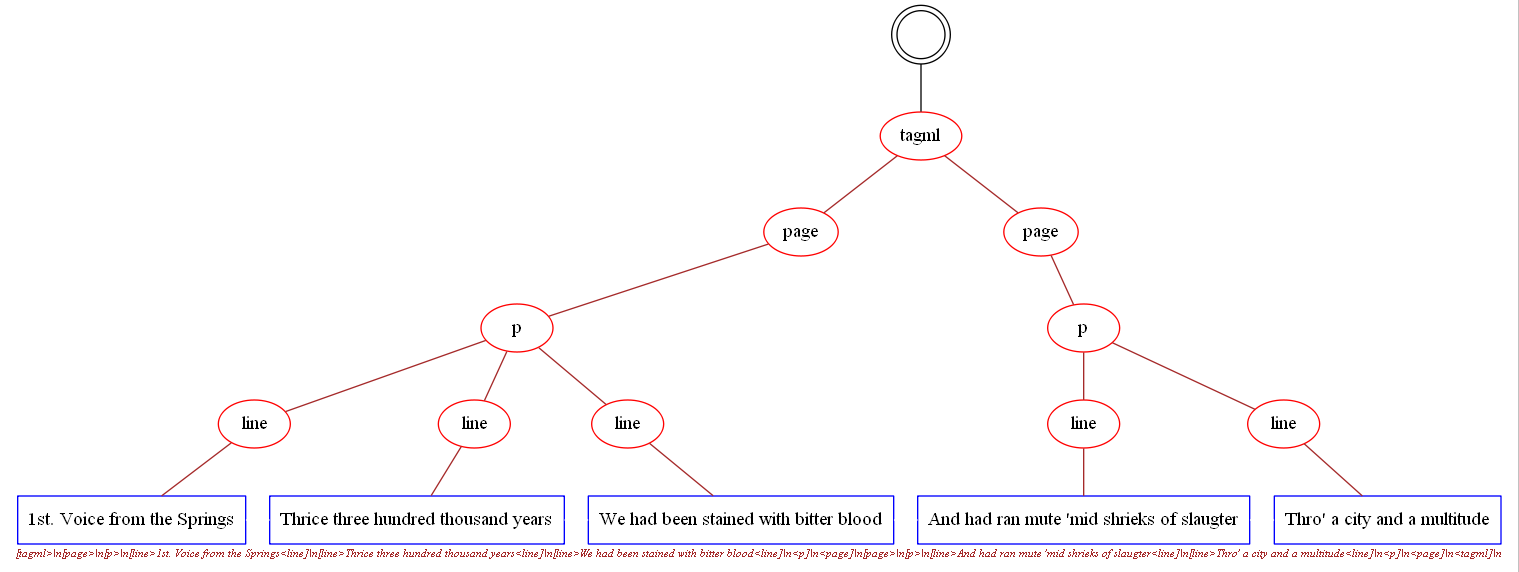 tagml
page page
p p
line line line line line
1st. Voice from the Springs Thrice three hundred thousand years We had been stained with bitter blood And had ran mute 'mid shrieks of slaugter Thro' a city and a multitude
[tagml>\n[page>\n[p>\n[line>1st. Voice from the Springs<line]\n[line>Thrice three hundred thousand years<line]\n[line>We had been stained with bitter blood<line]\n<p]\n<page]\n[page>\n[p>\n[line>And had ran mute 'mid shrieks of slaugter<line]\n[line>Thro' a city and a multitude<line]\n<p]\n<page]\n<tagml]\n